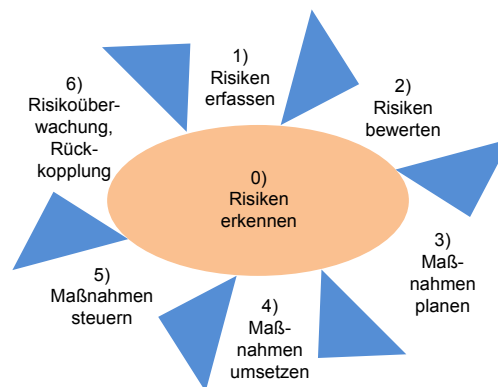 0)
Risiken
erkennen
1)
Risiken
erfassen
2)
Risiken
bewerten
3)
Maß-
nahmen
planen
4)
Maß-
nahmen
umsetzen
5)
Maßnahmen
steuern
6)
Risikoüber-
wachung,
Rück-
kopplung